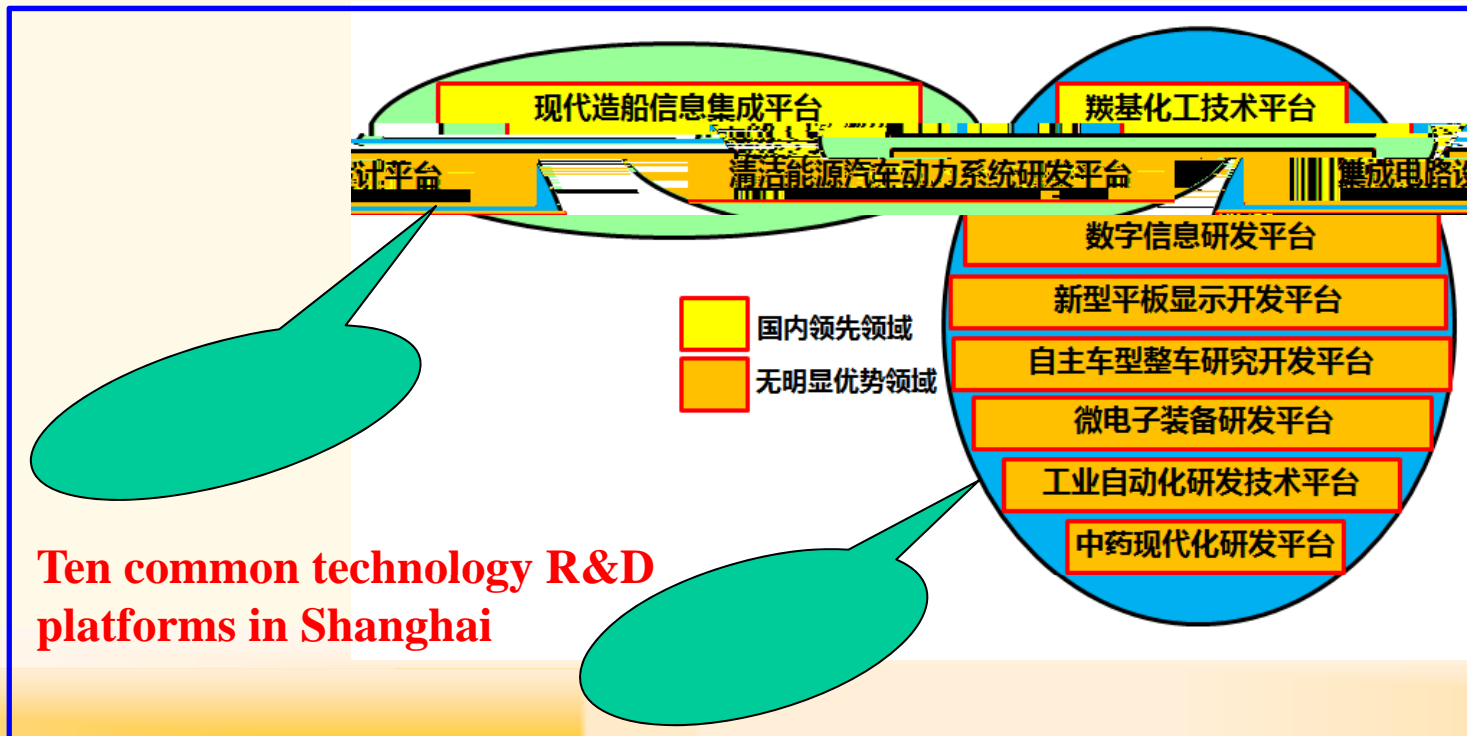 现代造船信息集成平台
羰基化工技术平台
计平台
清洁能源汽车动力系统研发平台
集成电路设
数字信息研发平台
新型平板显示开发平台
自主车型整车研究开发平台
微电子装备研发平台
工业自动化研发技术平台
中药现代化研发平台
国内领先领域
无明显优势领域
Ten common technology R&D
platforms in Shanghai